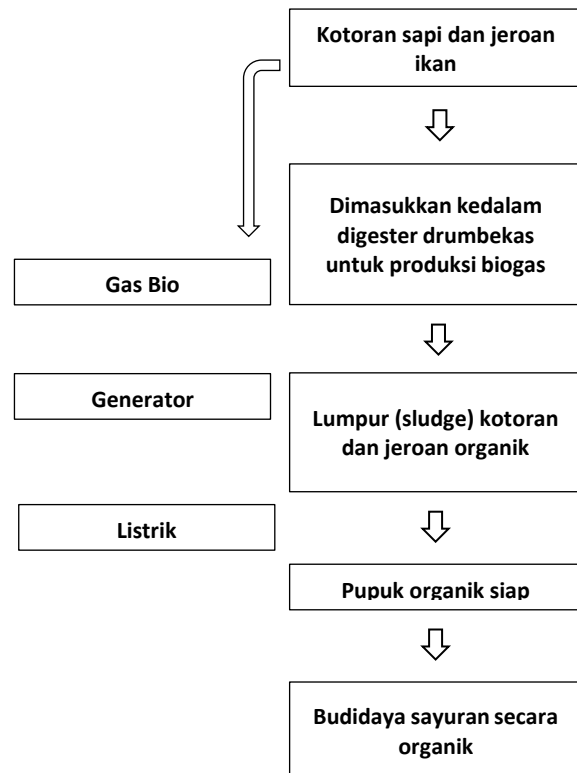 Kotoran sapi dan jeroan
ikan
Dimasukkan kedalam
digester drumbekas
untuk produksi biogas
Gas Bio
Generator
Lumpur (sludge) kotoran
dan jeroan organik
Listrik
Pupuk organik siap
Budidaya sayuran secara
organik